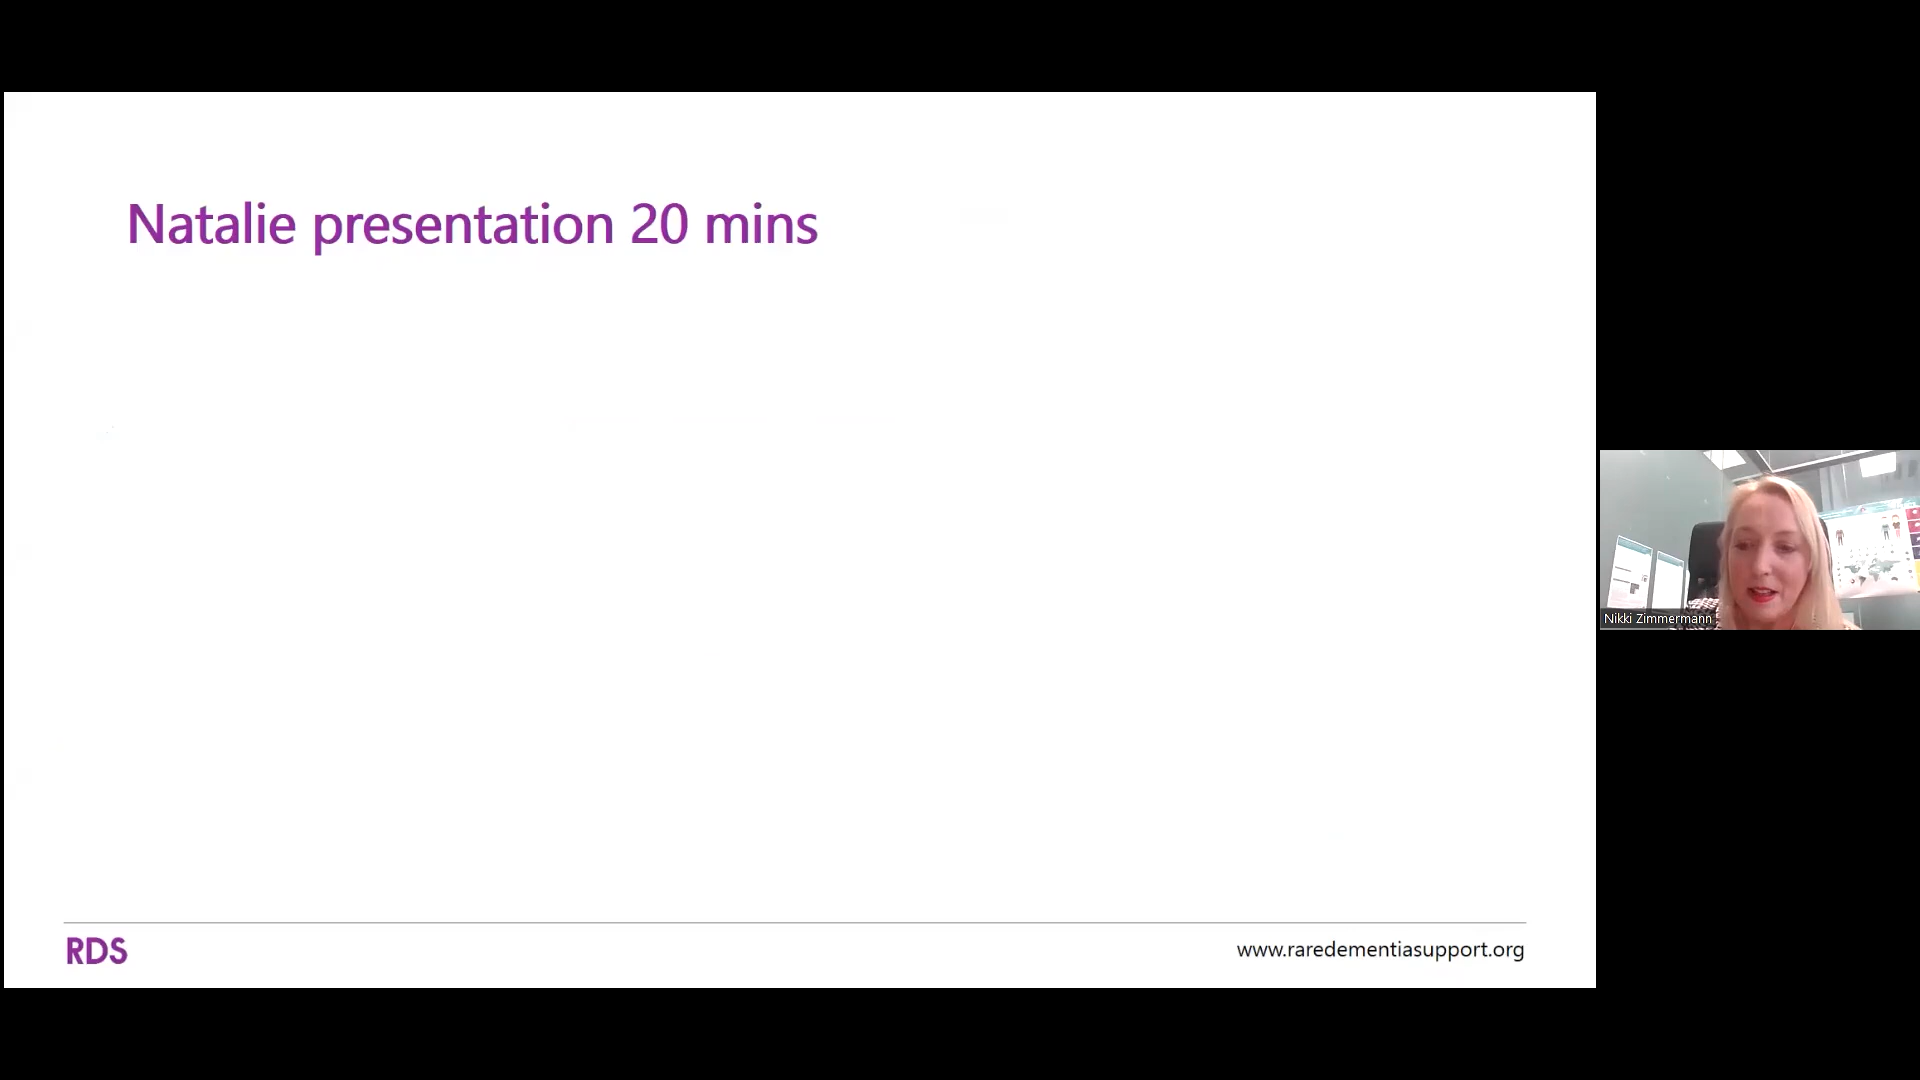 Natalie presentation 20 mins
Nikki Zimmermann
RDS
www.raredementiasupport.org